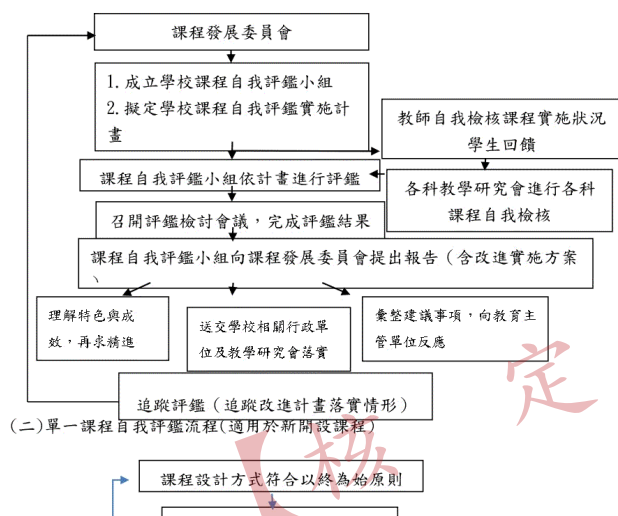 課程發展委員會
1. 成立學校課程自我評鑑小組
2. 擬定學校課程自我評鑑實施計
畫
教師自我檢核課程實施狀況
學生回饋
課程自我評鑑小組依計畫進行評鑑
各科教學研究會進行各科
課程自我檢核
召開評鑑檢討會議，完成評鑑結果
課程自我評鑑小組向課程發展委員會提出報告（含改進實施方案
）
理解特色與成
效，再求精進
送交學校相關行政單
位及教學研究會落實
彙整建議事項，向教育主
管單位反應
追蹤評鑑（追蹤改進計畫落實情形）
(二)單一課程自我評鑑流程(適用於新開設課程)
課程設計方式符合以終為始原則
【核定